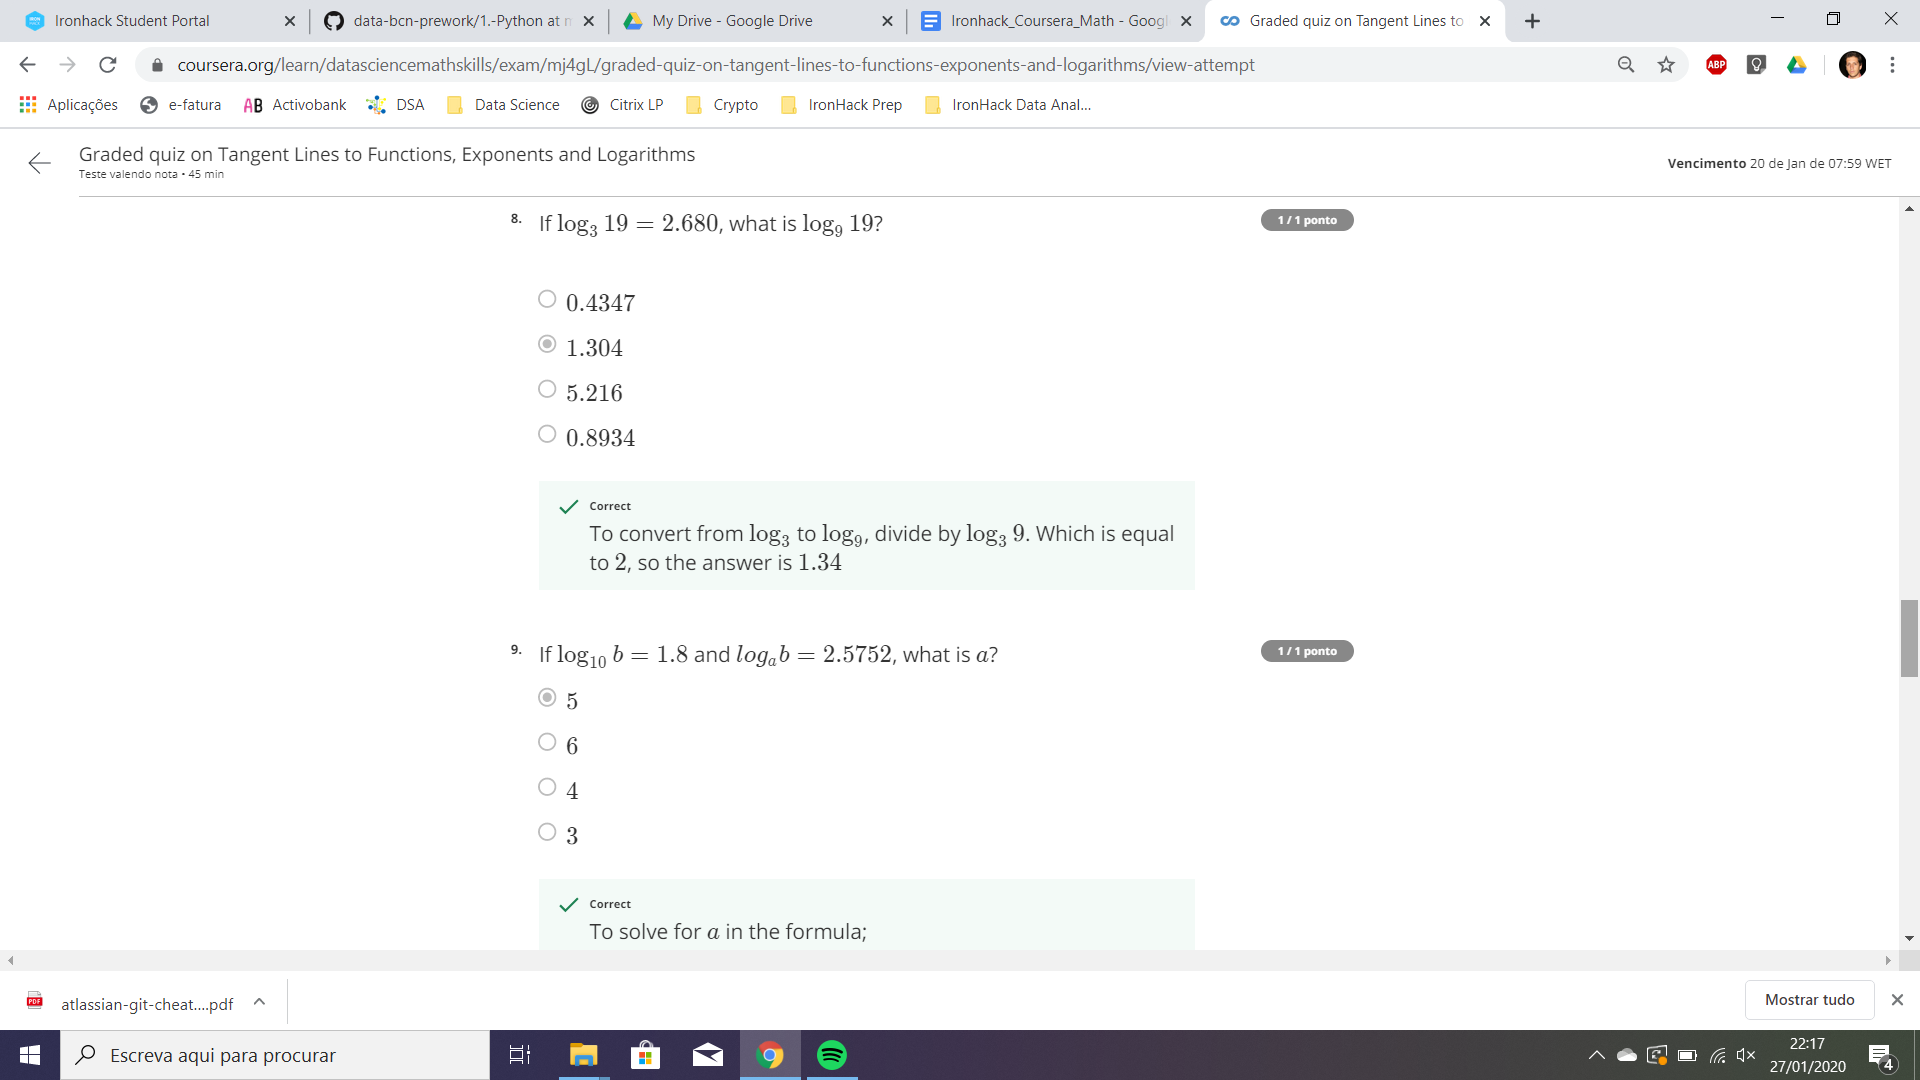 Ironhack Student Portal
data-bcn-prework/1.-Python at m
My Drive - Google Drive
Ironhack_Coursera_Math - Googl
Graded quiz on Tangent Lines to
coursera.org/learn/datasciencemathskills/exam/mj4gL/graded-quiz-on-tangent-lines-to-functions-exponents-and-logarithms/view-attempt
ABP
Aplicações
e-fatura
AB Activobank
DSA
Data Science
Citrix LP
Crypto
IronHack Prep
IronHack Data Anal...
Graded quiz on Tangent Lines to Functions, Exponents and Logarithms
Teste valendo nota • 45 min
Vencimento 20 de Jan de 07:59 WET
8. If log₃ 19 = 2.680, what is log₉ 19?
1 / 1 ponto
0.4347
1.304
5.216
0.8934
Correct
To convert from log₃ to log₉, divide by log₃ 9. Which is equal
to 2, so the answer is 1.34
9. If log₁₀ b = 1.8 and logₐb = 2.5752, what is a?
1 / 1 ponto
5
6
4
3
Correct
To solve for a in the formula;
PDF
atlassian-git-cheat....pdf
Mostrar tudo
Escreva aqui para procurar
22:17
27/01/2020
4